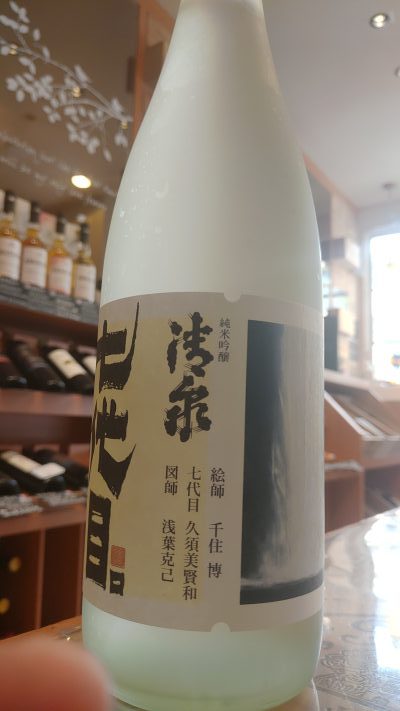 純米吟醸
清泉
七代目
絵師 千住 博
七代目 久須美賢和
図師 浅葉克己